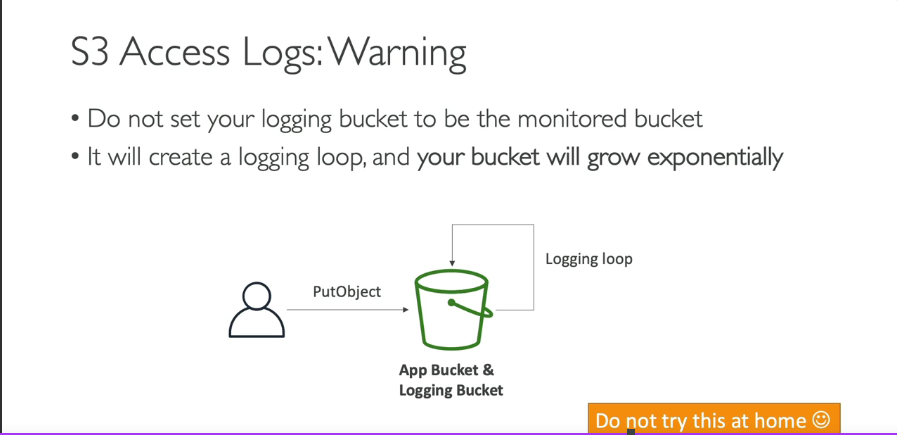 S3 Access Logs: Warning
• Do not set your logging bucket to be the monitored bucket
• It will create a logging loop, and your bucket will grow exponentially
Logging loop
PutObject
App Bucket &
Logging Bucket
Do not try this at home ☺